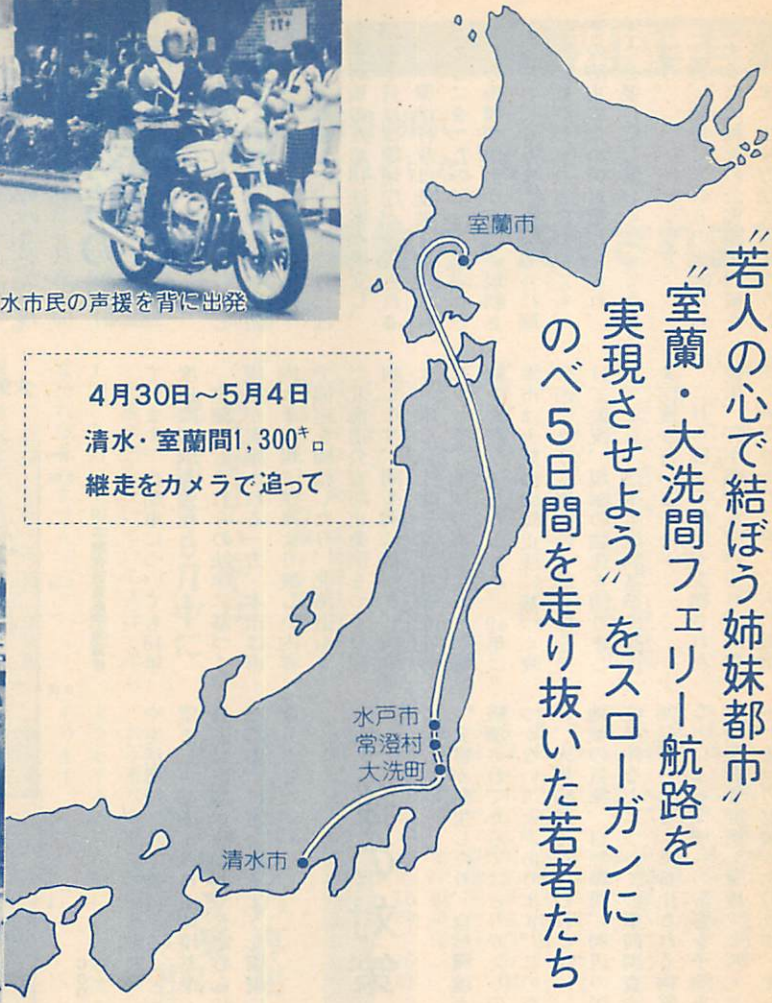 〝若人の心で結ぼう姉妹都市〟
〝室蘭・大洗間フェリー航路を
実現させよう〟をスローガンに
のべ5日間を走り抜いた若者たち
水市民の声援を背に出発
4月30日～5月4日
清水・室蘭間1,300㌔
継走をカメラで追って
室蘭市
水戸市
常澄村
大洗町
清水市